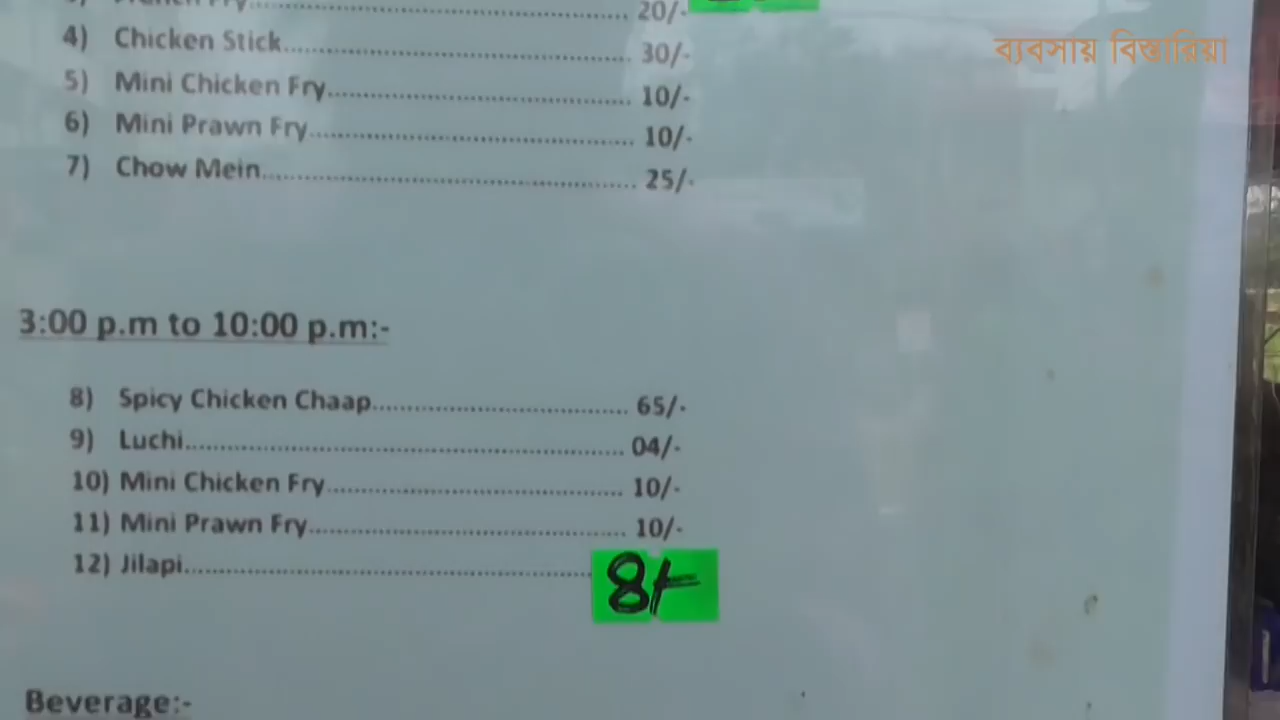 20/-
ব্যবসায় বিস্তারিয়া
4) Chicken Stick.................................................... 30/-
5) Mini Chicken Fry............................................. 10/-
6) Mini Prawn Fry................................................ 10/-
7) Chow Mein....................................................... 25/-
3:00 p.m to 10:00 p.m:-
8) Spicy Chicken Chaap...................................... 65/-
9) Luchi................................................................. 04/-
10) Mini Chicken Fry............................................ 10/-
11) Mini Prawn Fry............................................... 10/-
12) Jilapi............................................................ 8/-
Beverage:-